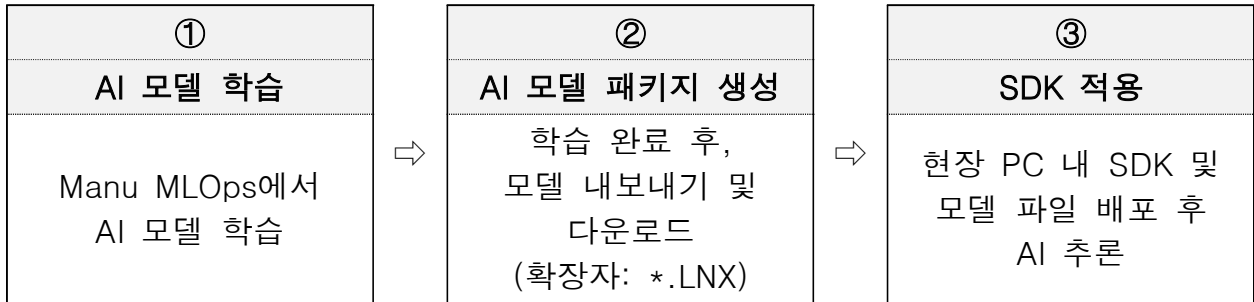 ①
AI 모델 학습
Manu MLOps에서
AI 모델 학습
⇨
②
AI 모델 패키지 생성
학습 완료 후,
모델 내보내기 및
다운로드
(확장자: *.LNX)
⇨
③
SDK 적용
현장 PC 내 SDK 및
모델 파일 배포 후
AI 추론